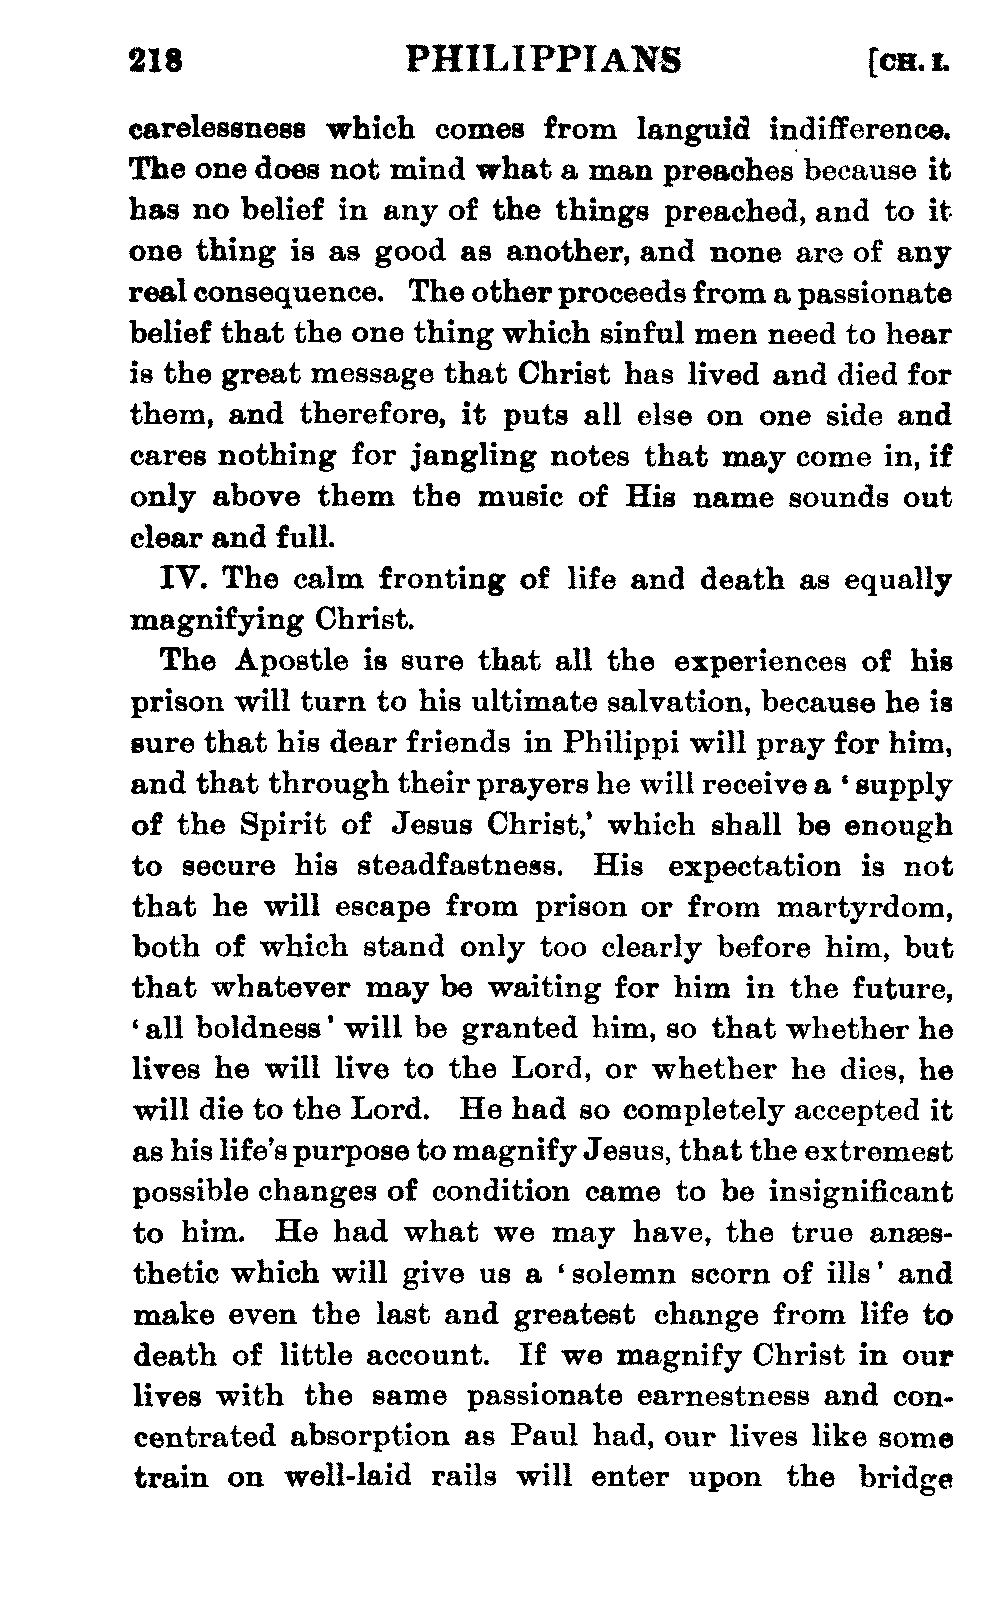 218 PHILIPPIANS [CH. I.
carelessness which comes from languid indifference.
The one does not mind what a man preaches because it
has no belief in any of the things preached, and to it
one thing is as good as another, and none are of any
real consequence. The other proceeds from a passionate
belief that the one thing which sinful men need to hear
is the great message that Christ has lived and died for
them, and therefore, it puts all else on one side and
cares nothing for jangling notes that may come in, if
only above them the music of His name sounds out
clear and full.
IV. The calm fronting of life and death as equally
magnifying Christ.
The Apostle is sure that all the experiences of his
prison will turn to his ultimate salvation, because he is
sure that his dear friends in Philippi will pray for him,
and that through their prayers he will receive a ‘supply
of the Spirit of Jesus Christ,’ which shall be enough
to secure his steadfastness. His expectation is not
that he will escape from prison or from martyrdom,
both of which stand only too clearly before him, but
that whatever may be waiting for him in the future,
‘all boldness’ will be granted him, so that whether he
lives he will live to the Lord, or whether he dies, he
will die to the Lord. He had so completely accepted it
as his life’s purpose to magnify Jesus, that the extremest
possible changes of condition came to be insignificant
to him. He had what we may have, the true anæs-
thetic which will give us a ‘solemn scorn of ills’ and
make even the last and greatest change from life to
death of little account. If we magnify Christ in our
lives with the same passionate earnestness and con-
centrated absorption as Paul had, our lives like some
train on well-laid rails will enter upon the bridge